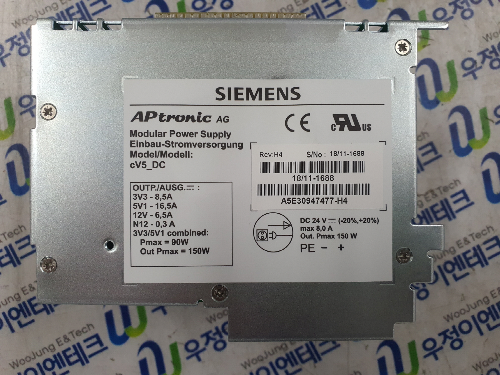 SIEMENS
APtronic AG
Modular Power Supply
Einbau-Stromversorgung
Model/Modell:
cV5_DC
CE
c RU us
Rev:H4 S/No : 18/11-1688
18/11-1688
A5E30947477-H4
OUTP./AUSG.
3V3 - 8,5A
5V1 - 16,5A
12V - 6,5A
N12 - 0,3 A
3V3/5V1 combined:
Pmax = 90W
Out Pmax = 150W
DC 24 V (-20%,+20%)
max 8,0 A
Out. Pmax 150 W
PE - +
WooJung E&Tech
우정이엔테크